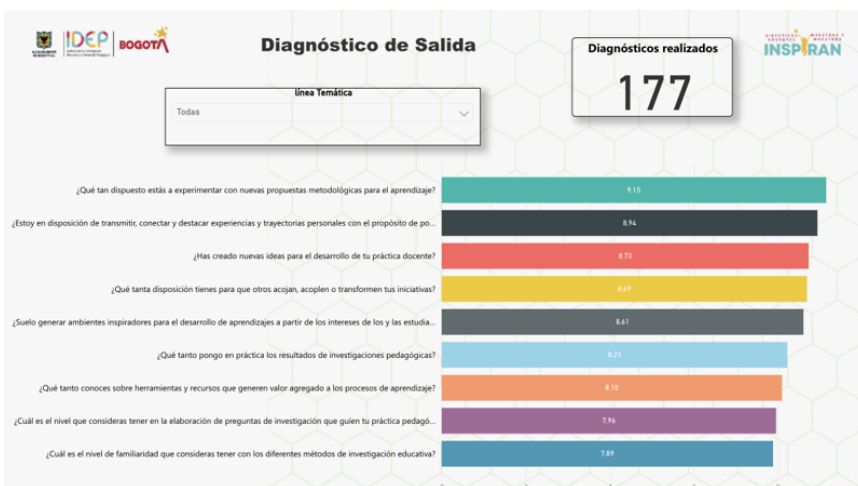 IDEP
BOGOTÁ
Diagnóstico de Salida
Diagnósticos realizados
177
INSPIRAN
línea Temática
Todas
¿Qué tan dispuesto estás a experimentar con nuevas propuestas metodológicas para el aprendizaje?
9,15
¿Estoy en disposición de transmitir, conectar y destacar experiencias y trayectorias personales con el propósito de po...
8,94
¿Has creado nuevas ideas para el desarrollo de tu práctica docente?
8,73
¿Qué tanta disposición tienes para que otros acojan, acoplen o transformen tus iniciativas?
8,69
¿Suelo generar ambientes inspiradores para el desarrollo de aprendizajes a partir de los intereses de los y las estudia...
8,61
¿Qué tanto pongo en práctica los resultados de investigaciones pedagógicas?
8,23
¿Qué tanto conoces sobre herramientas y recursos que generen valor agregado a los procesos de aprendizaje?
8,10
¿Cuál es el nivel que consideras tener en la elaboración de preguntas de investigación que guíen tu práctica pedagó...
7,96
¿Cuál es el nivel de familiaridad que consideras tener con los diferentes métodos de investigación educativa?
7,89